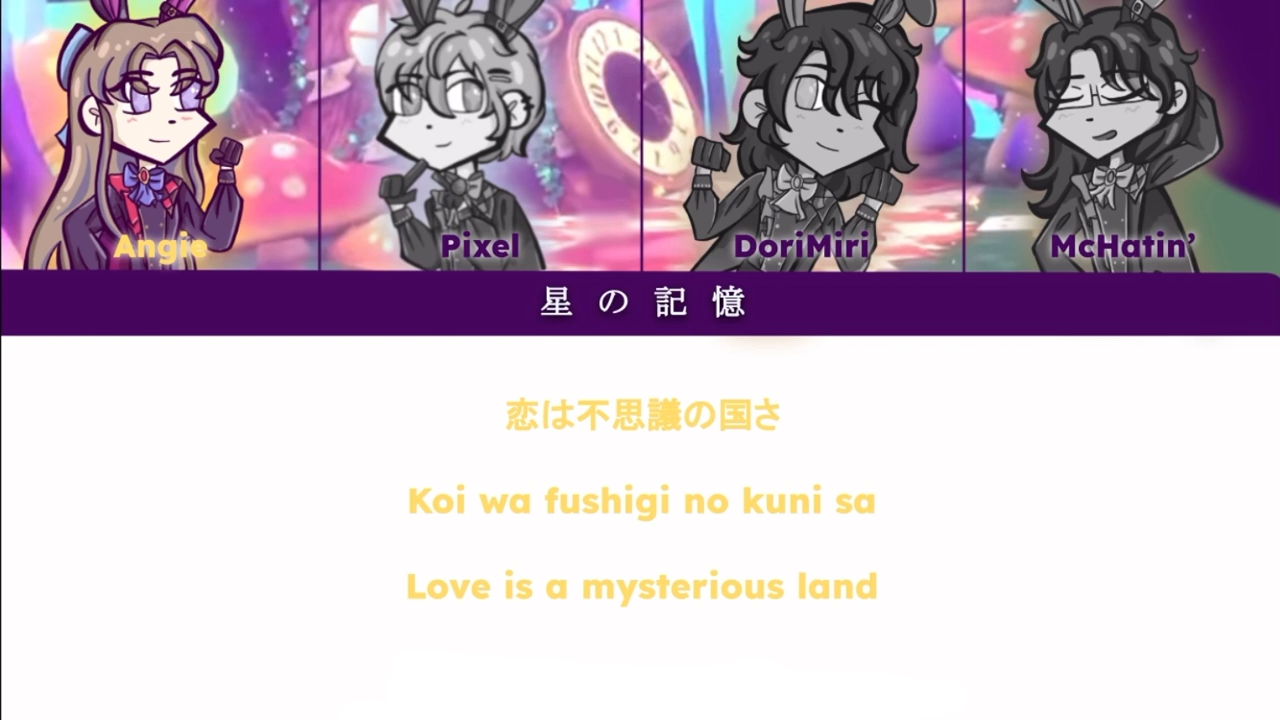 Angie
Pixel
DoriMiri
McHatin’
星の記憶
恋は不思議の国さ
Koi wa fushigi no kuni sa
Love is a mysterious land